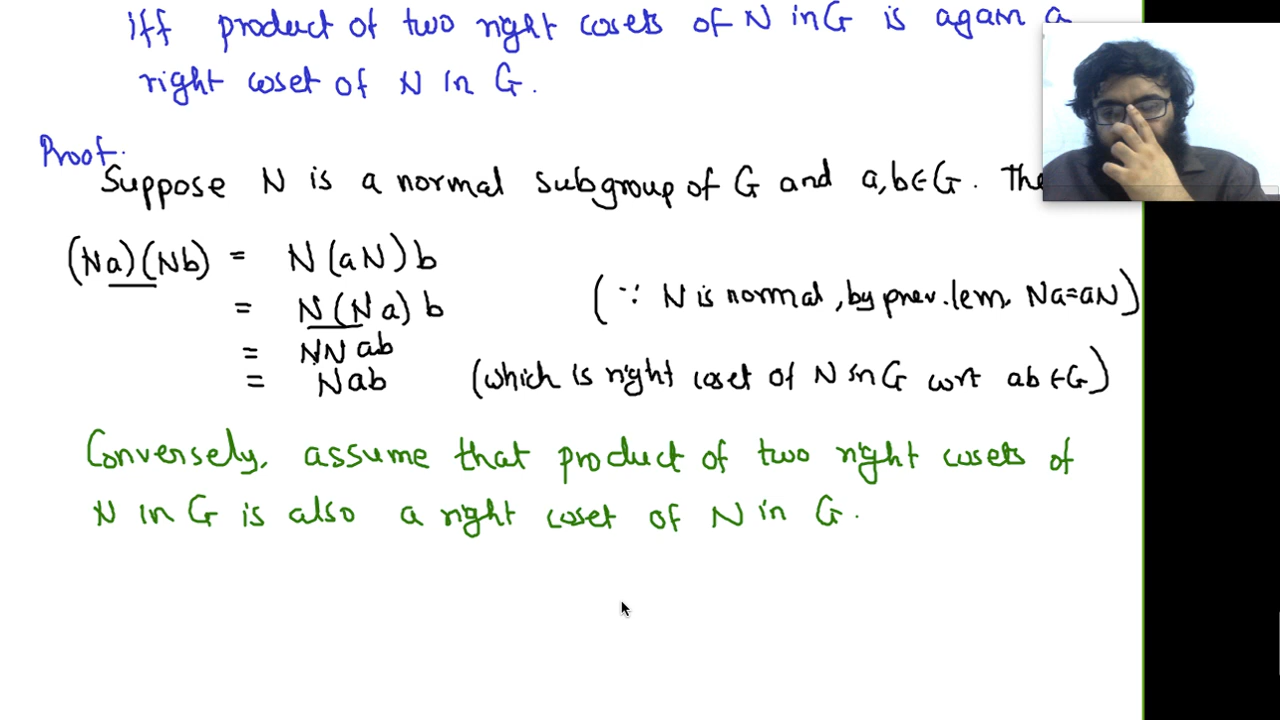 iff product of two right cosets of N in G is again a
right coset of N in G.
Proof.
Suppose N is a normal subgroup of G and a,b∈G. The
(Na)(Nb) = N(aN)b
= N(Na)b (∵ N is normal, by prev. lem. Na=aN)
= NNab
= Nab (which is right coset of N in G wrt ab∈G)
Conversely, assume that product of two right cosets of
N in G is also a right coset of N in G.